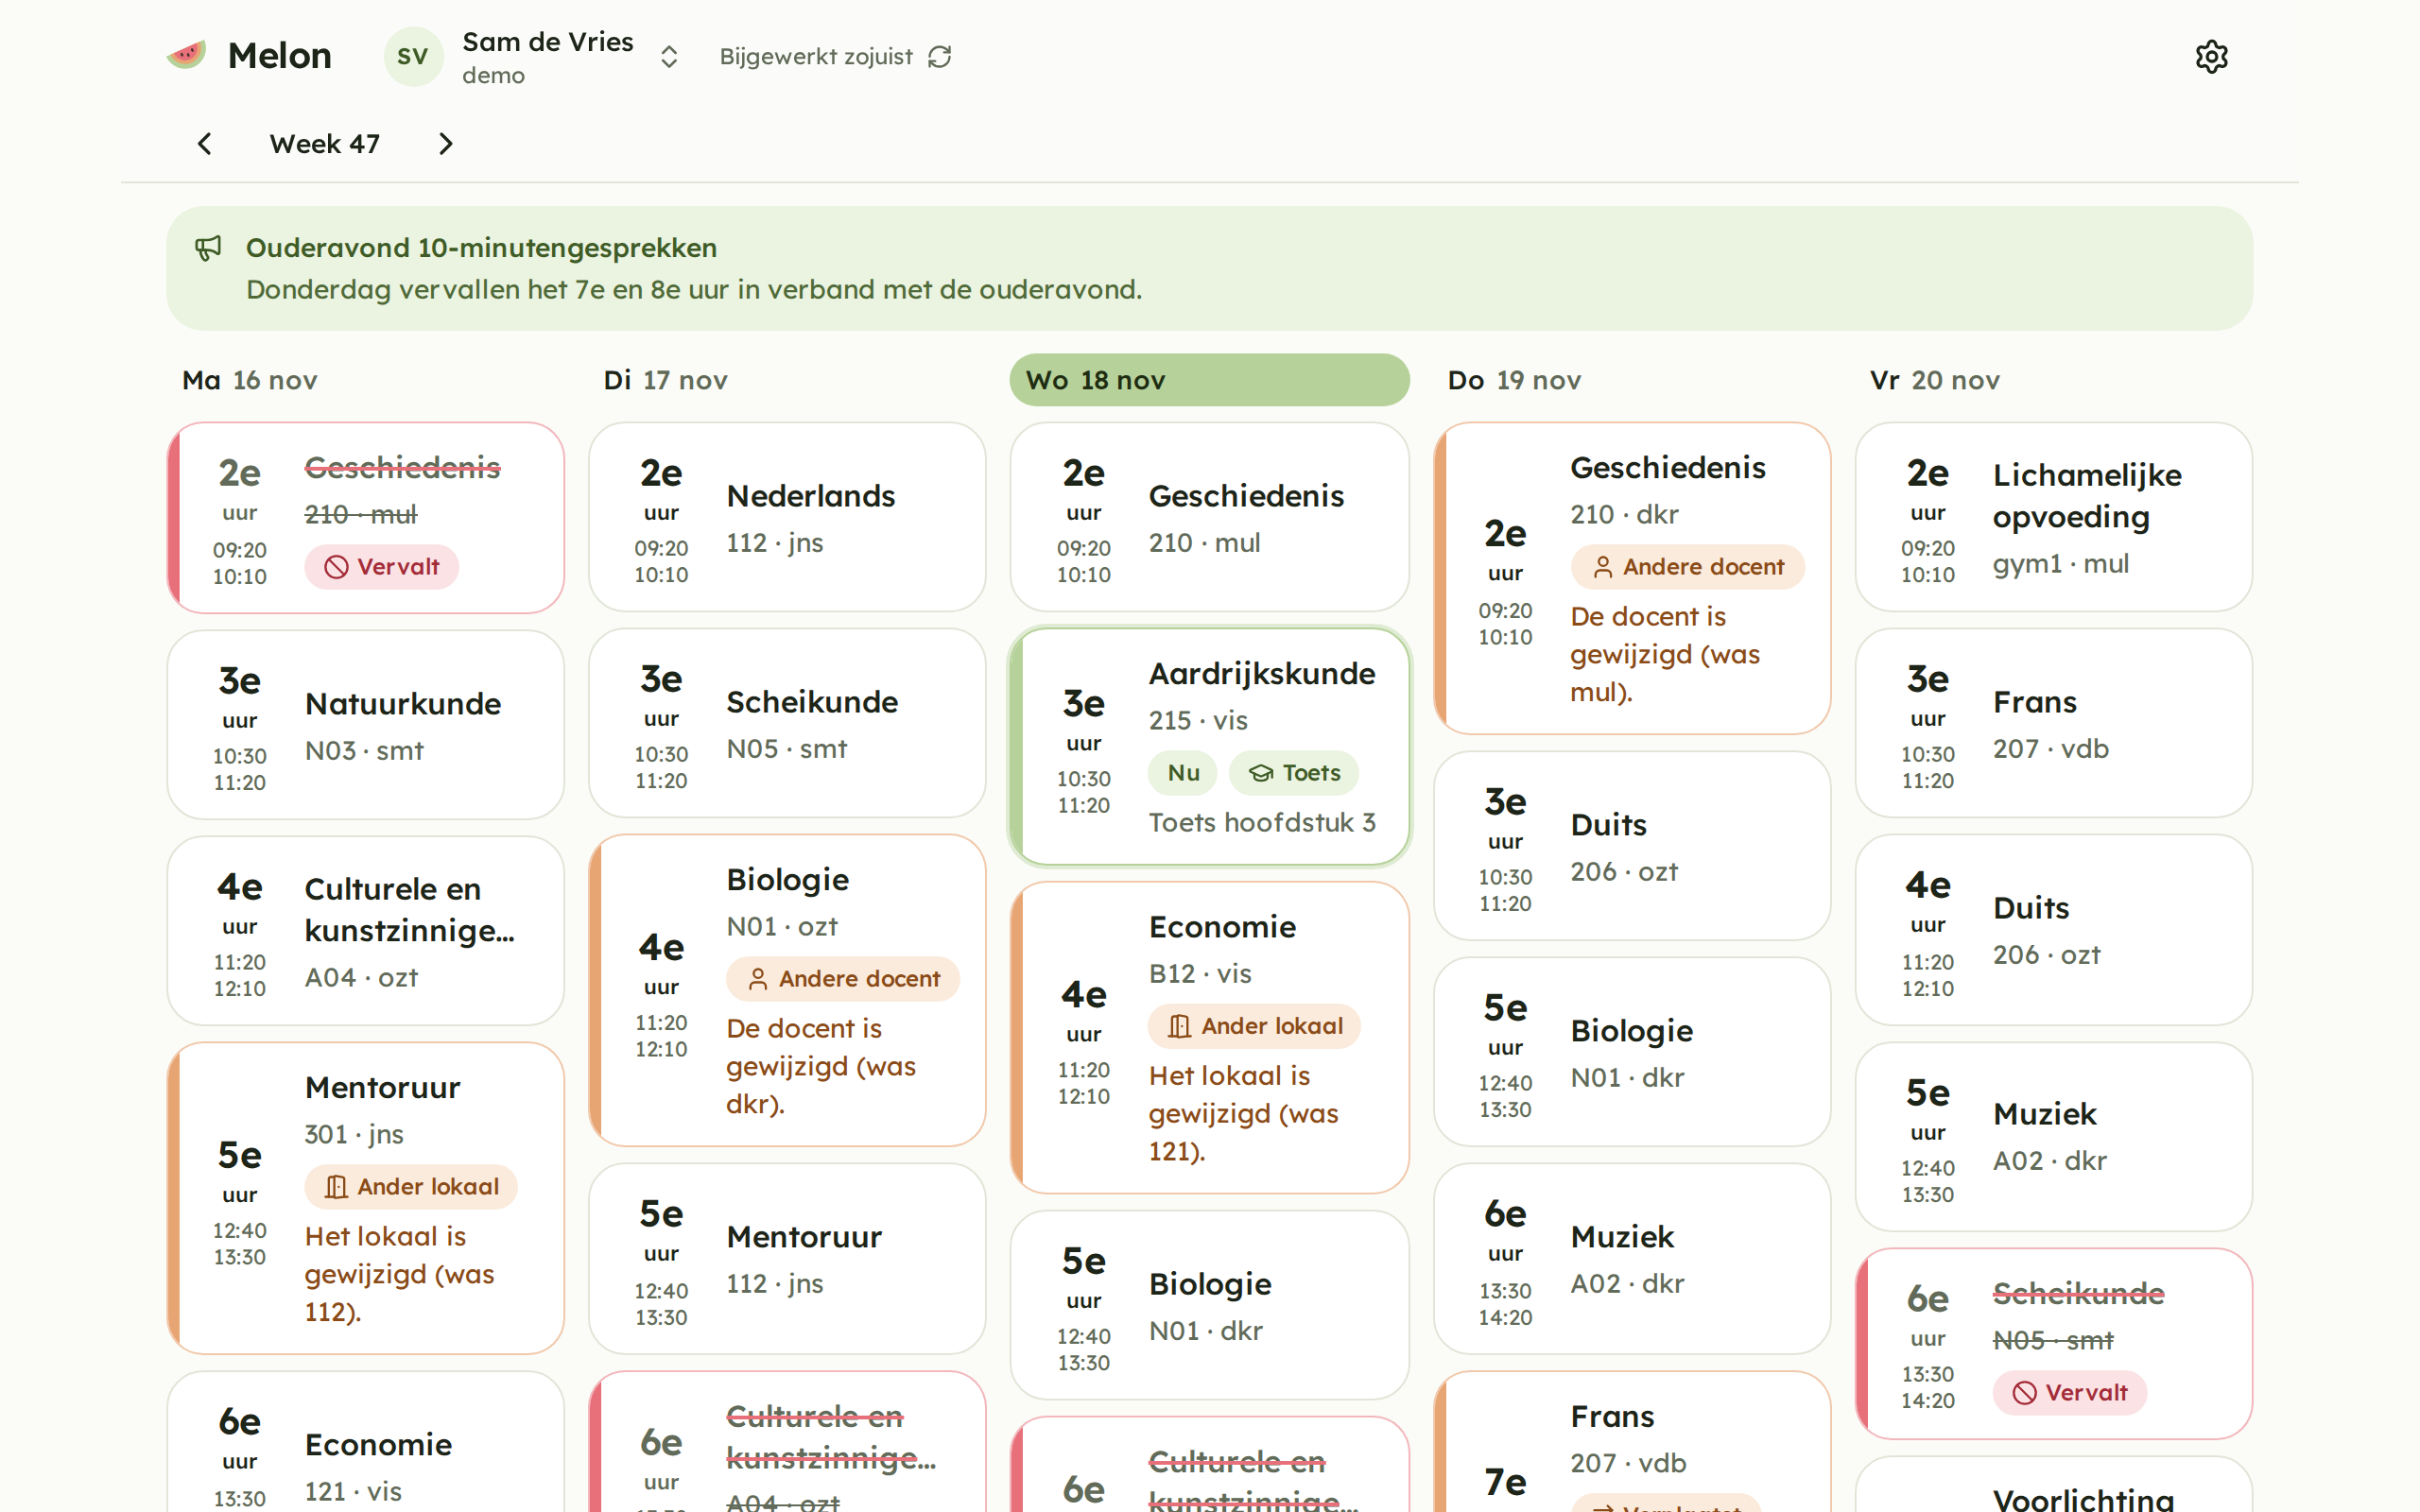 Melon
SV
Sam de Vries
demo
Bijgewerkt zojuist
Week 47
Ouderavond 10-minutengesprekken
Donderdag vervallen het 7e en 8e uur in verband met de ouderavond.
Ma 16 nov
2e
uur
09:20
10:10
Geschiedenis
210 · mul
Vervalt
3e
uur
10:30
11:20
Natuurkunde
N03 · smt
4e
uur
11:20
12:10
Culturele en
kunstzinnige...
A04 · ozt
5e
uur
12:40
13:30
Mentoruur
301 · jns
Ander lokaal
Het lokaal is
gewijzigd (was
112).
6e
uur
13:30
Economie
121 · vis
Di 17 nov
2e
uur
09:20
10:10
Nederlands
112 · jns
3e
uur
10:30
11:20
Scheikunde
N05 · smt
4e
uur
11:20
12:10
Biologie
N01 · ozt
Andere docent
De docent is
gewijzigd (was
dkr).
5e
uur
12:40
13:30
Mentoruur
112 · jns
6e
uur
Culturele en
kunstzinnige...
A04 · ozt
Wo 18 nov
2e
uur
09:20
10:10
Geschiedenis
210 · mul
3e
uur
10:30
11:20
Aardrijkskunde
215 · vis
Nu
Toets
Toets hoofdstuk 3
4e
uur
11:20
12:10
Economie
B12 · vis
Ander lokaal
Het lokaal is
gewijzigd (was
121).
5e
uur
12:40
13:30
Biologie
N01 · dkr
6e
Culturele en
kunstzinnige...
Do 19 nov
2e
uur
09:20
10:10
Geschiedenis
210 · dkr
Andere docent
De docent is
gewijzigd (was
mul).
3e
uur
10:30
11:20
Duits
206 · ozt
5e
uur
12:40
13:30
Biologie
N01 · dkr
6e
uur
13:30
14:20
Muziek
A02 · dkr
7e
Frans
207 · vdb
Vr 20 nov
2e
uur
09:20
10:10
Lichamelijke
opvoeding
gym1 · mul
3e
uur
10:30
11:20
Frans
207 · vdb
4e
uur
11:20
12:10
Duits
206 · ozt
5e
uur
12:40
13:30
Muziek
A02 · dkr
6e
uur
13:30
14:20
Scheikunde
N05 · smt
Vervalt
Voorlichting